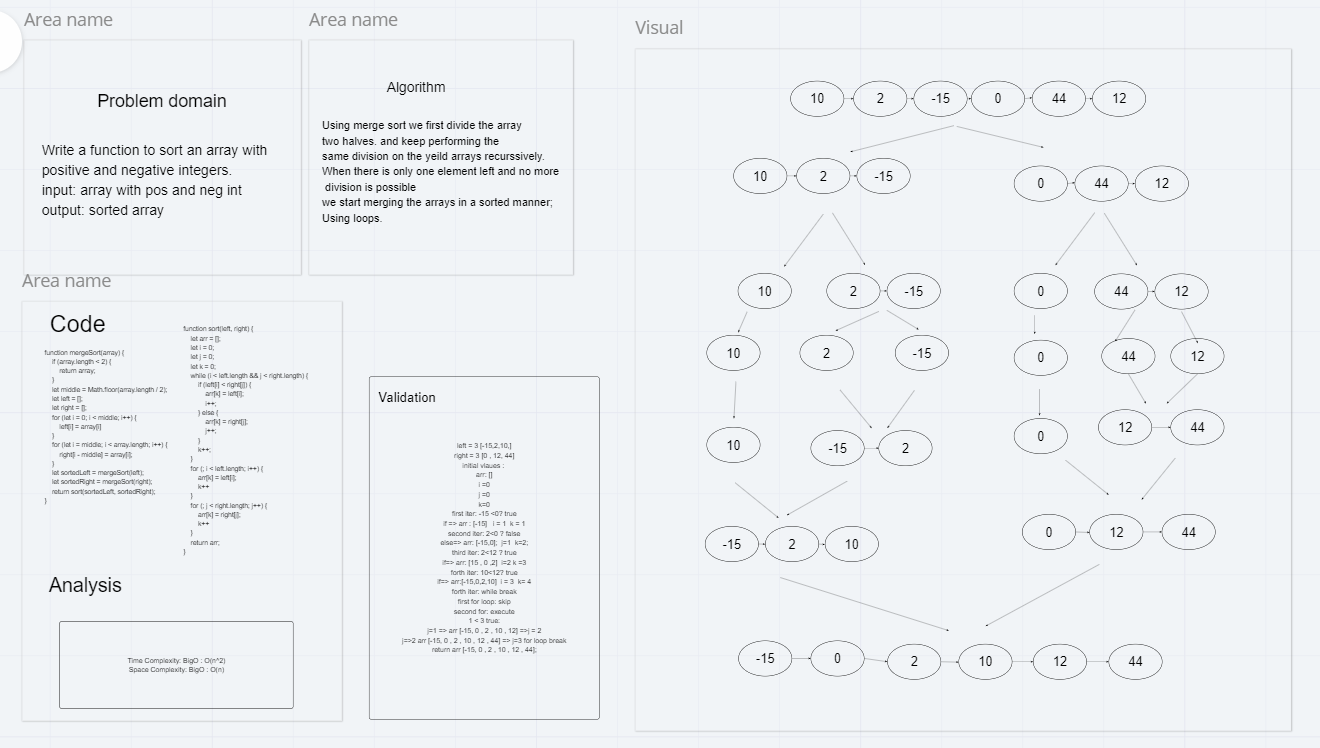 Area name
Problem domain
Write a function to sort an array with
positive and negative integers.
input: array with pos and neg int
output: sorted array
Area name
Algorithm
Using merge sort we first divide the array
two halves. and keep performing the
same division on the yeild arrays recurssively.
When there is only one element left and no more
division is possible
we start merging the arrays in a sorted manner;
Using loops.
Area name
Code
function mergeSort(array) {
if (array.length < 2) {
return array;
}
let middle = Math.floor(array.length / 2);
let left = [];
let right = [];
for (let i = 0; i < middle; i++) {
left[i] = array[i]
}
for (let i = middle; i < array.length; i++) {
right[i - middle] = array[i];
}
let sortedLeft = mergeSort(left);
let sortedRight = mergeSort(right);
return sort(sortedLeft, sortedRight);
}
function sort(left, right) {
let arr = [];
let i = 0;
let j = 0;
let k = 0;
while (i < left.length && j < right.length) {
if (left[i] < right[j]) {
arr[k] = left[i];
i++;
} else {
arr[k] = right[j];
j++;
}
k++;
}
for (; i < left.length; i++) {
arr[k] = left[i];
k++
}
for (; j < right.length; j++) {
arr[k] = right[j];
k++
}
return arr;
}
Analysis
Time Complexity: BigO : O(n^2)
Space Complexity: BigO : O(n)
Validation
left = 3 [-15,2,10,]
right = 3 [0 , 12, 44]
initial vlaues :
arr: []
i =0
j =0
k=0
first iter: -15 <0? true
if => arr : [-15] i = 1 k = 1
second iter: 2<0 ? false
else=> arr: [-15,0]; j=1 k=2;
third iter: 2<12 ? true
if=> arr: [15 , 0 ,2] i=2 k =3
forth iter: 10<12? true
if=> arr:[-15,0,2,10] i = 3 k= 4
forth iter: while break
first for loop: skip
second for: execute
1 < 3 true:
j=1 => arr [-15, 0 , 2 , 10 , 12] =>j = 2
j=>2 arr [-15, 0 , 2 , 10 , 12 , 44] => j=3 for loop break
return arr [-15, 0 , 2 , 10 , 12 , 44];
Visual
10 2 -15 0 44 12
10 2 -15 0 44 12
10 2 -15 0 44 12
10 2 -15 0 44 12
10 -15 2 0 12 44
-15 2 10 0 12 44
-15 0 2 10 12 44